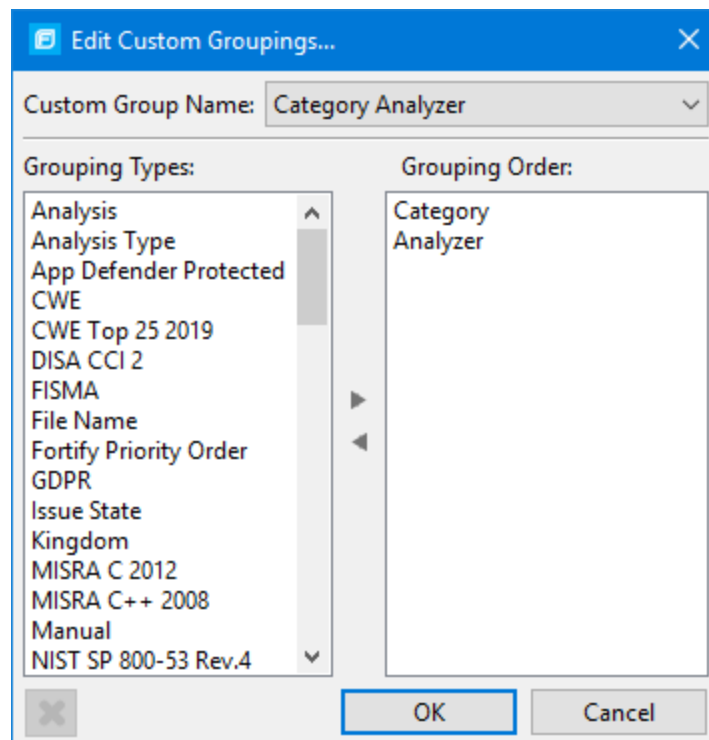 Edit Custom Groupings...
Custom Group Name: Category Analyzer
Grouping Types:
Analysis
Analysis Type
App Defender Protected
CWE
CWE Top 25 2019
DISA CCI 2
FISMA
File Name
Fortify Priority Order
GDPR
Issue State
Kingdom
MISRA C 2012
MISRA C++ 2008
Manual
NIST SP 800-53 Rev.4
Grouping Order:
Category
Analyzer
OK
Cancel